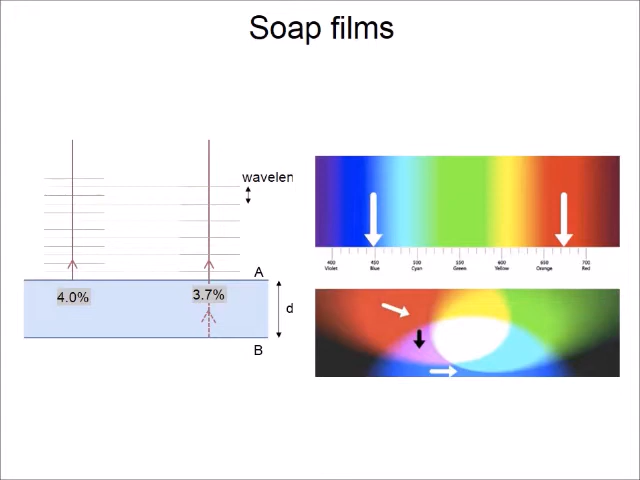 Soap films
wavelen
A
4.0%
3.7%
d
B
400
450
500
550
600
650
700
Violet
Blue
Cyan
Green
Yellow
Orange
Red